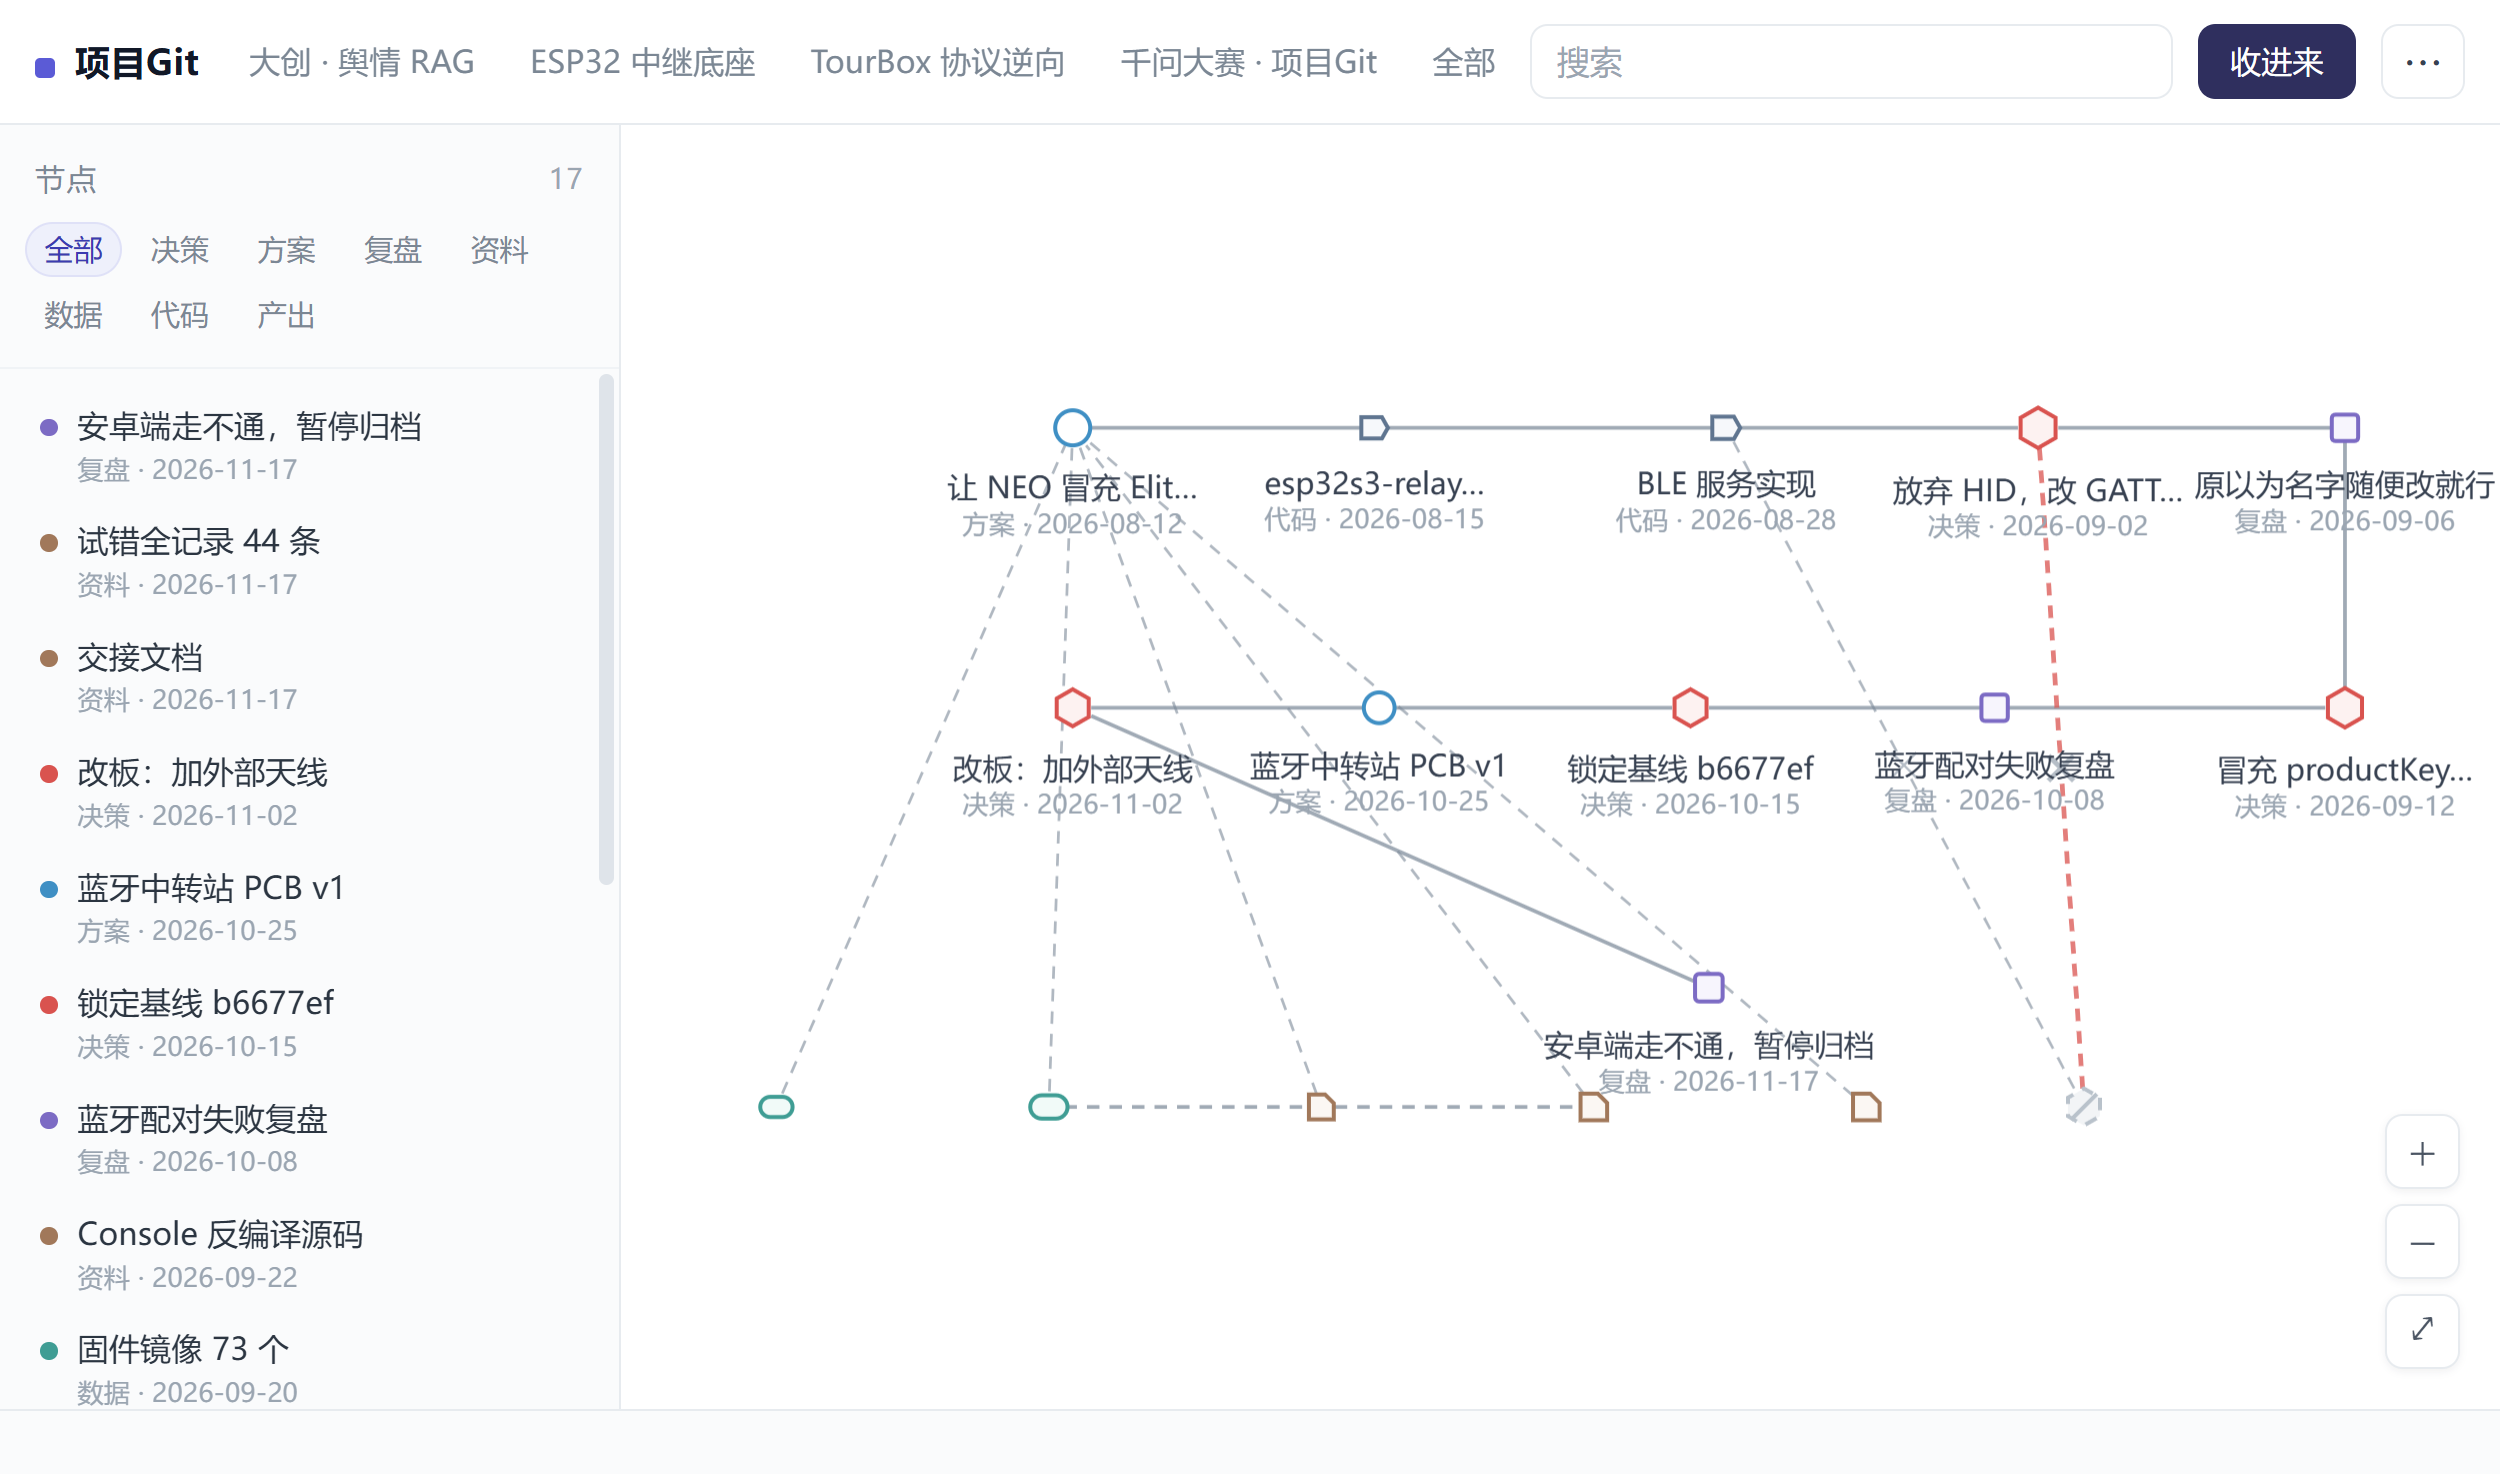 项目Git
大创 · 舆情 RAG
ESP32 中继底座
TourBox 协议逆向
千问大赛 · 项目Git
全部
搜索
收进来
···
节点
17
全部 决策 方案 复盘 资料
数据 代码 产出
安卓端走不通，暂停归档
复盘 · 2026-11-17
试错全记录 44 条
资料 · 2026-11-17
交接文档
资料 · 2026-11-17
改板：加外部天线
决策 · 2026-11-02
蓝牙中转站 PCB v1
方案 · 2026-10-25
锁定基线 b6677ef
决策 · 2026-10-15
蓝牙配对失败复盘
复盘 · 2026-10-08
Console 反编译源码
资料 · 2026-09-22
固件镜像 73 个
数据 · 2026-09-20
让 NEO 冒充 Elit...
方案 · 2026-08-12
esp32s3-relay...
代码 · 2026-08-15
BLE 服务实现
代码 · 2026-08-28
放弃 HID，改 GATT...
决策 · 2026-09-02
原以为名字随便改就行
复盘 · 2026-09-06
改板：加外部天线
决策 · 2026-11-02
蓝牙中转站 PCB v1
方案 · 2026-10-25
锁定基线 b6677ef
决策 · 2026-10-15
蓝牙配对失败复盘
复盘 · 2026-10-08
冒充 productKey...
决策 · 2026-09-12
安卓端走不通，暂停归档
复盘 · 2026-11-17